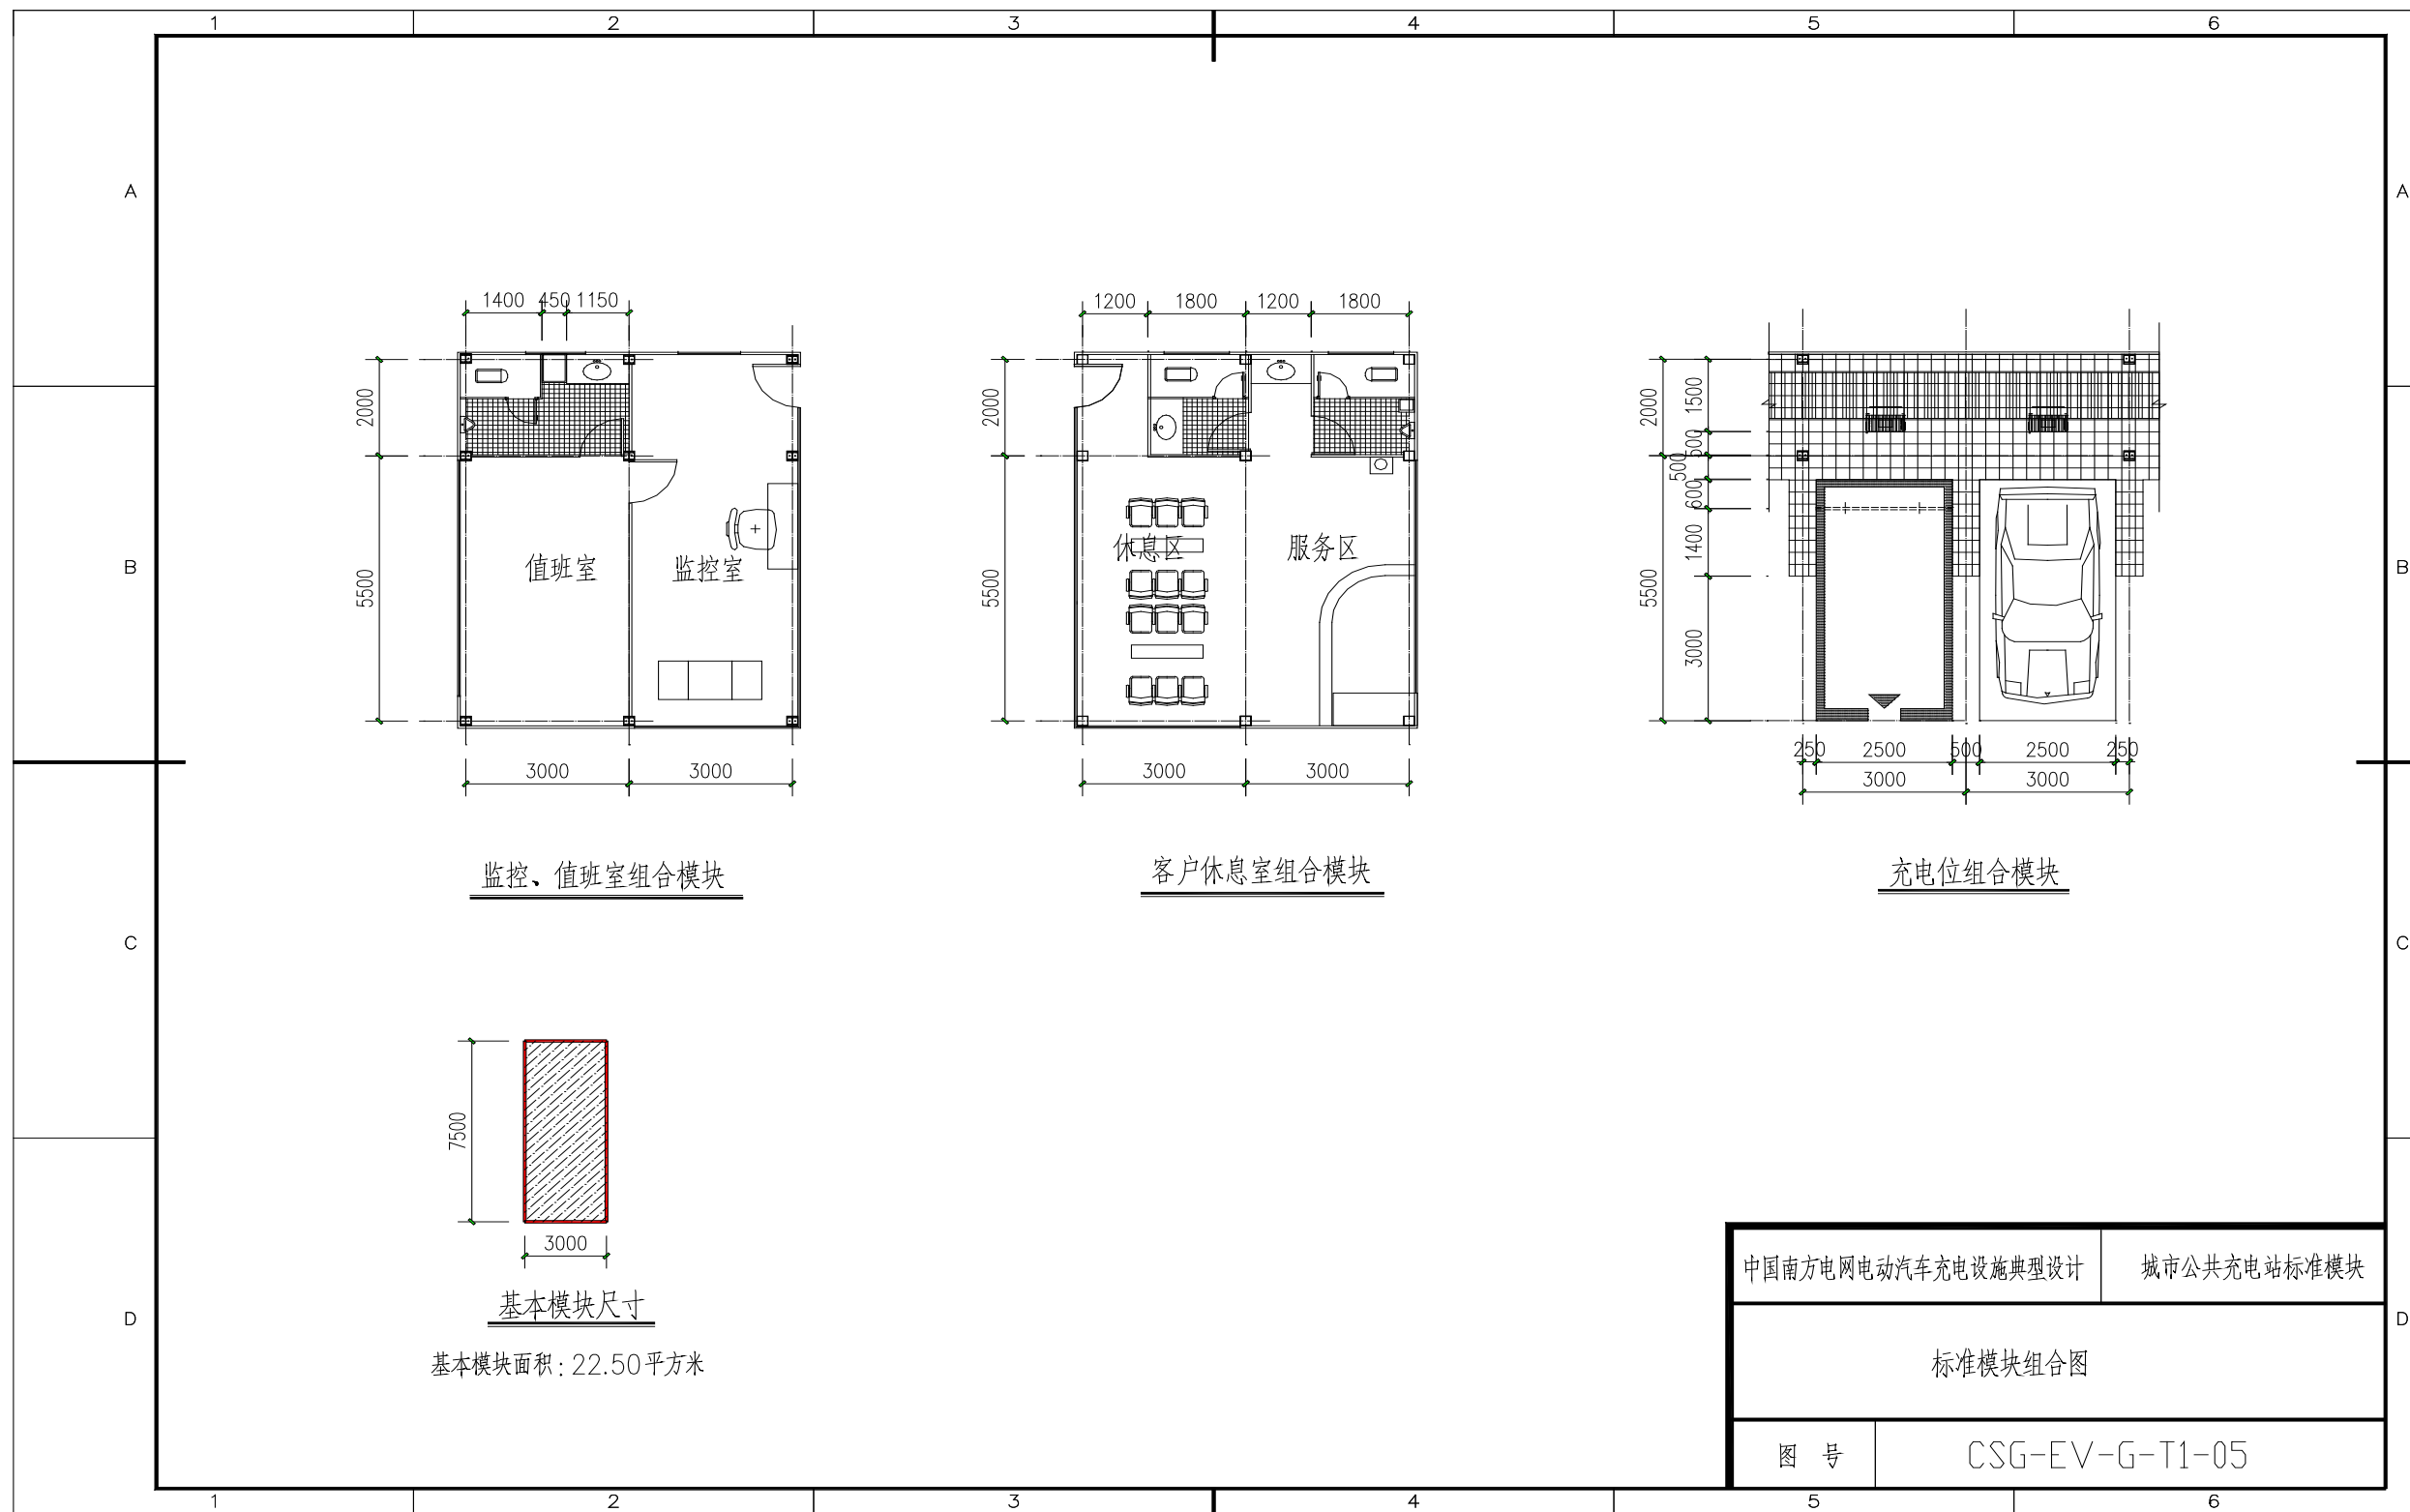 1 2 3 4 5 6
A A
1400 450 1150
1200 1800 1200 1800
2000
2000
2000 1500
500
500
600
B B
5500
值班室 监控室
5500
休息区 服务区
5500
1400
3000
250 2500 500 2500 250
3000 3000
3000 3000
3000 3000
监控、值班室组合模块
客户休息室组合模块
充电位组合模块
C C
7500
3000
基本模块尺寸
基本模块面积：22.50平方米
D D
中国南方电网电动汽车充电设施典型设计 城市公共充电站标准模块
标准模块组合图
图 号 CSG-EV-G-T1-05
1 2 3 4 5 6